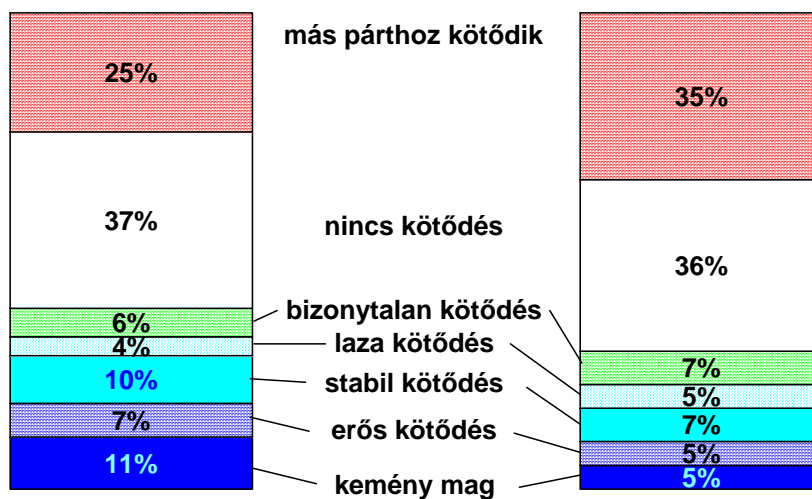 más párthoz kötődik
25%
35%
37%
nincs kötődés
36%
bizonytalan kötődés
6%
7%
laza kötődés
4%
5%
stabil kötődés
10%
7%
erős kötődés
7%
5%
kemény mag
11%
5%